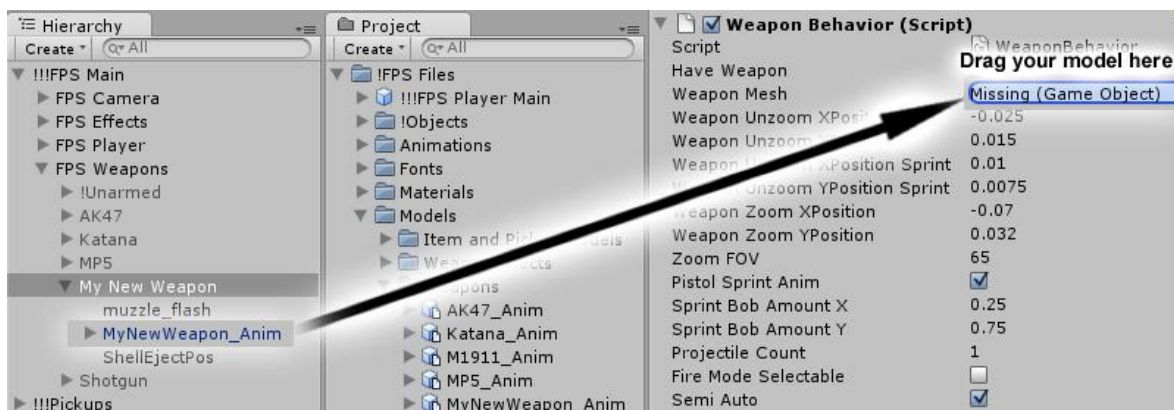 Hierarchy
Create All
!!!FPS Main
FPS Camera
FPS Effects
FPS Player
FPS Weapons
!Unarmed
AK47
Katana
MP5
My New Weapon
muzzle_flash
MyNewWeapon_Anim
ShellEjectPos
Shotgun
!!!Pickups
Project
Create All
!FPS Files
!!!FPS Player Main
!Objects
Animations
Fonts
Materials
Models
Item and
AK47_Anim
Katana_Anim
M1911_Anim
MP5_Anim
MyNewWeapon_Anim
Weapon Behavior (Script)
Script WeaponBehavior
Drag your model here
Have Weapon
Weapon Mesh Missing (Game Object)
Weapon Unzoom -0.025
Weapon Unzoom 0.015
Weapon XPosition Sprint 0.01
Unzoom YPosition Sprint 0.0075
Weapon Zoom XPosition -0.07
Weapon Zoom YPosition 0.032
Zoom FOV 65
Pistol Sprint Anim
Sprint Bob Amount X 0.25
Sprint Bob Amount Y 0.75
Projectile Count 1
Fire Mode Selectable
Semi Auto